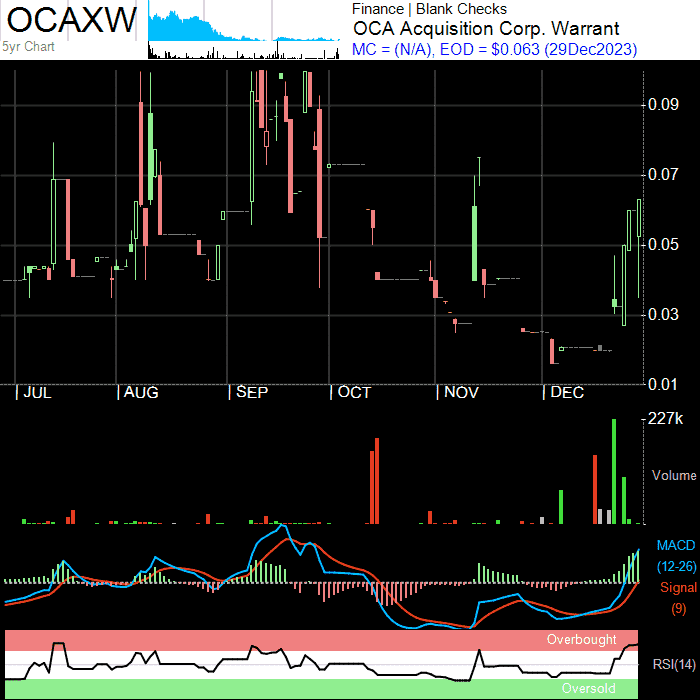 OCAXW
5yr Chart
Finance | Blank Checks
OCA Acquisition Corp. Warrant
MC = (N/A), EOD = $0.063 (29Dec2023)
0.09
0.07
0.05
0.03
0.01
JUL AUG SEP OCT NOV DEC
227k
Volume
MACD
(12-26)
Signal
(9)
Overbought
RSI(14)
Oversold